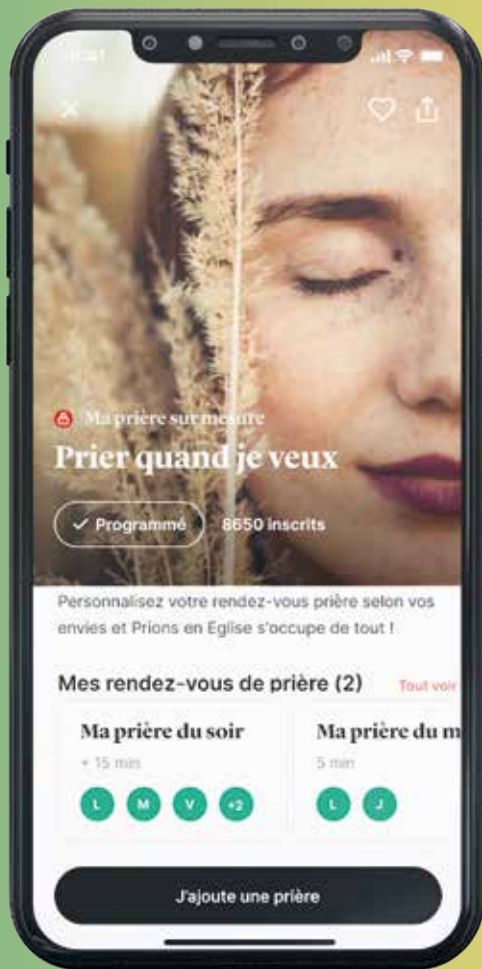 Ma prière sur mesure
Prier quand je veux
Programmé
8650 inscrits
Personnalisez votre rendez-vous prière selon vos
envies et Prions en Eglise s'occupe de tout !
Mes rendez-vous de prière (2)
Tout voir
Ma prière du soir
+ 15 min
L M V +2
Ma prière du m
5 min
L J
J'ajoute une prière